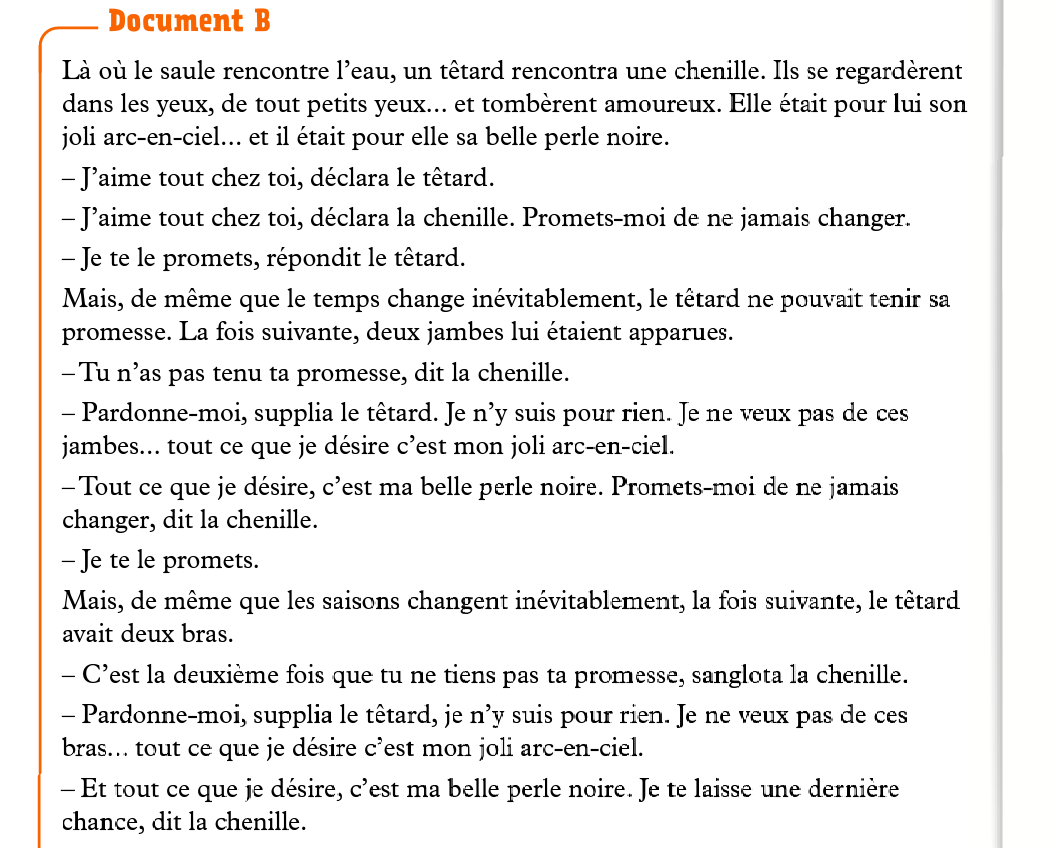 Document B
Là où le saule rencontre l'eau, un têtard rencontra une chenille. Ils se regardèrent
dans les yeux, de tout petits yeux... et tombèrent amoureux. Elle était pour lui son
joli arc-en-ciel... et il était pour elle sa belle perle noire.
– J'aime tout chez toi, déclara le têtard.
– J'aime tout chez toi, déclara la chenille. Promets-moi de ne jamais changer.
– Je te le promets, répondit le têtard.
Mais, de même que le temps change inévitablement, le têtard ne pouvait tenir sa
promesse. La fois suivante, deux jambes lui étaient apparues.
– Tu n'as pas tenu ta promesse, dit la chenille.
– Pardonne-moi, supplia le têtard. Je n'y suis pour rien. Je ne veux pas de ces
jambes... tout ce que je désire c'est mon joli arc-en-ciel.
– Tout ce que je désire, c'est ma belle perle noire. Promets-moi de ne jamais
changer, dit la chenille.
– Je te le promets.
Mais, de même que les saisons changent inévitablement, la fois suivante, le têtard
avait deux bras.
– C'est la deuxième fois que tu ne tiens pas ta promesse, sanglota la chenille.
– Pardonne-moi, supplia le têtard, je n'y suis pour rien. Je ne veux pas de ces
bras... tout ce que je désire c'est mon joli arc-en-ciel.
– Et tout ce que je désire, c'est ma belle perle noire. Je te laisse une dernière
chance, dit la chenille.